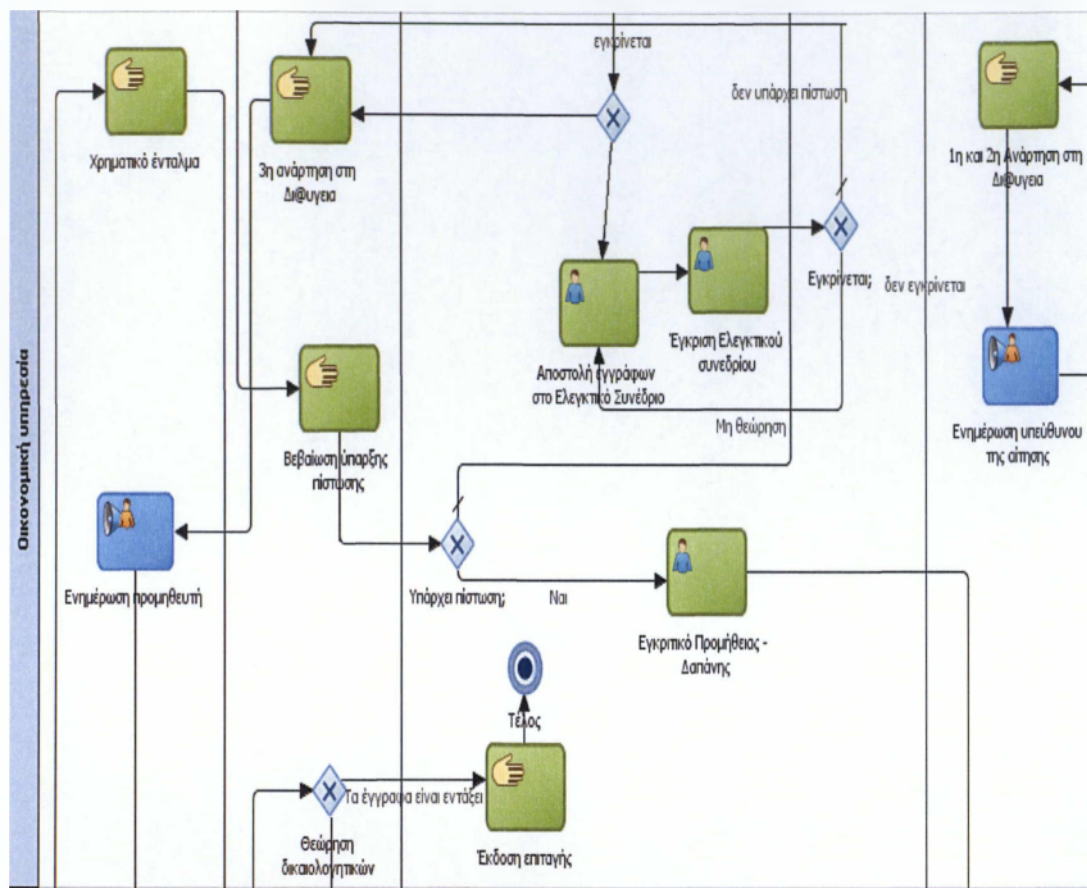 Οικονομική υπηρεσία
εγκρίνεται
δεν υπάρχει πίστωση
Χρηματικό ένταλμα
3η ανάρτηση στη
Δι@υγεια
1η και 2η Ανάρτηση στη
Δι@υγεια
Εγκρίνεται;
δεν εγκρίνεται
Έγκριση Ελεγκτικού
συνεδρίου
Αποστολή εγγράφων
στο Ελεγκτικό Συνέδριο
Μη θεώρηση
Ενημέρωση υπεύθυνου
της αίτησης
Βεβαίωση ύπαρξης
πίστωσης
Ενημέρωση προμηθευτή
Υπάρχει πίστωση;
Ναι
Εγκριτικό Προμήθειας -
Δαπάνης
Τέλος
Τα έγγραφα είναι εντάξει
Θεώρηση
δικαιολογητικών
Έκδοση επιταγής